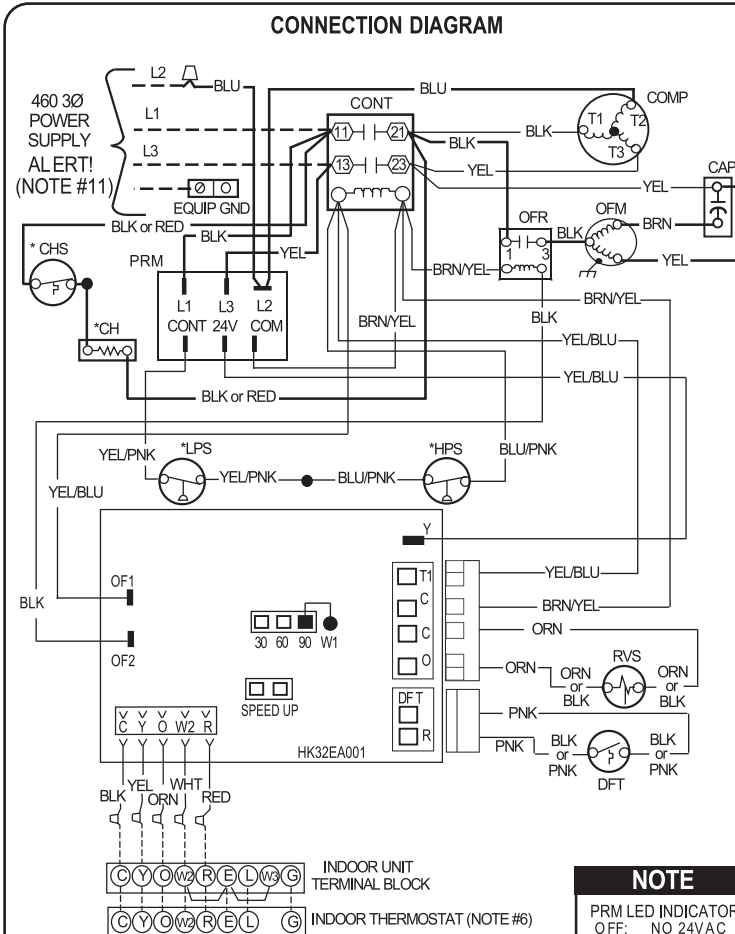 CONNECTION DIAGRAM
L2
BLU
460 3Ø
POWER
SUPPLY
ALERT!
(NOTE #11)
L1
L3
EQUIP GND
CONT
11
21
13
23
BLU
BLK
BLK
YEL
COMP
T1
T2
T3
YEL
CAP
OFR
1
3
BLK
OFM
BRN
YEL
BLK or RED
BLK
YEL
* CHS
PRM
L1
L3
L2
CONT
24V
COM
*CH
BRN/YEL
BRN/YEL
BRN/YEL
BLK
YEL/BLU
YEL/BLU
BLK or RED
YEL/PNK
*LPS
YEL/PNK
BLU/PNK
*HPS
BLU/PNK
YEL/BLU
BLK
Y
OF1
OF2
30 60 90 W1
SPEED UP
T1
C
C
O
YEL/BLU
BRN/YEL
ORN
ORN
ORN
or
BLK
RVS
ORN
or
BLK
DFT
R
PNK
PNK
BLK
or
PNK
DFT
BLK
or
PNK
C Y O W2 R
HK32EA001
BLK
YEL
ORN
WHT
RED
C Y O W2 R E L W3 G
INDOOR UNIT
TERMINAL BLOCK
C Y O W2 R E L G
INDOOR THERMOSTAT (NOTE #6)
NOTE
PRM LED INDICATOR
OFF: NO 24VAC